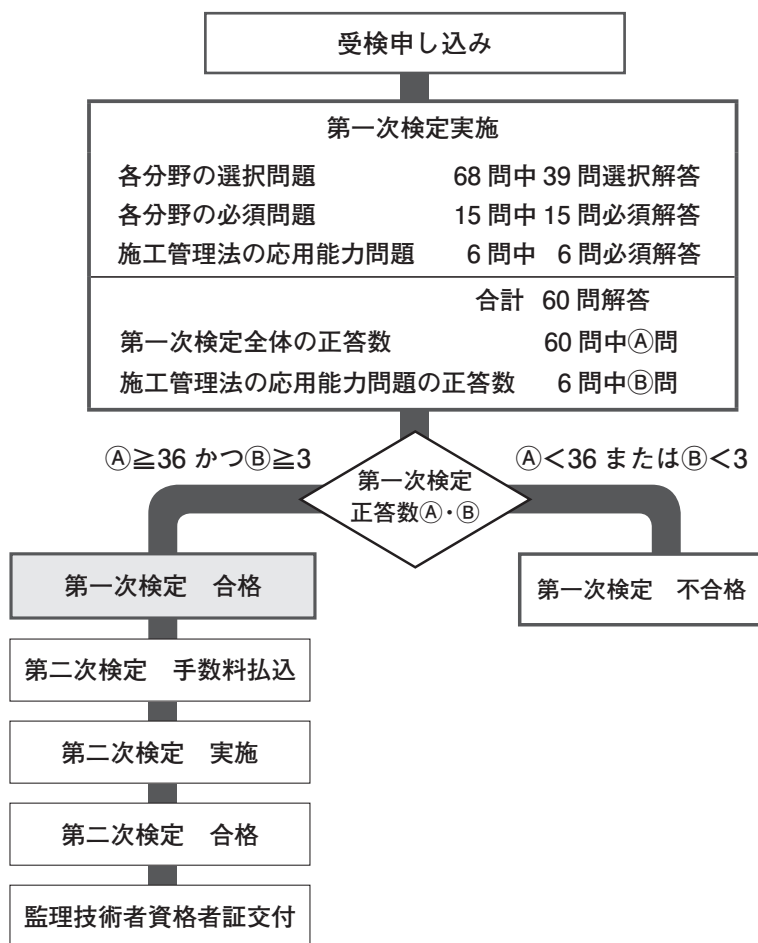 受検申し込み
第一次検定実施
各分野の選択問題 68問中 39問選択解答
各分野の必須問題 15問中 15問必須解答
施工管理法の応用能力問題 6問中 6問必須解答
合計 60問解答
第一次検定全体の正答数 60問中Ⓐ問
施工管理法の応用能力問題の正答数 6問中Ⓑ問
Ⓐ≧36 かつⒷ≧3
Ⓐ<36 またはⒷ<3
第一次検定
正答数Ⓐ・Ⓑ
第一次検定 合格
第一次検定 不合格
第二次検定 手数料払込
第二次検定 実施
第二次検定 合格
監理技術者資格者証交付